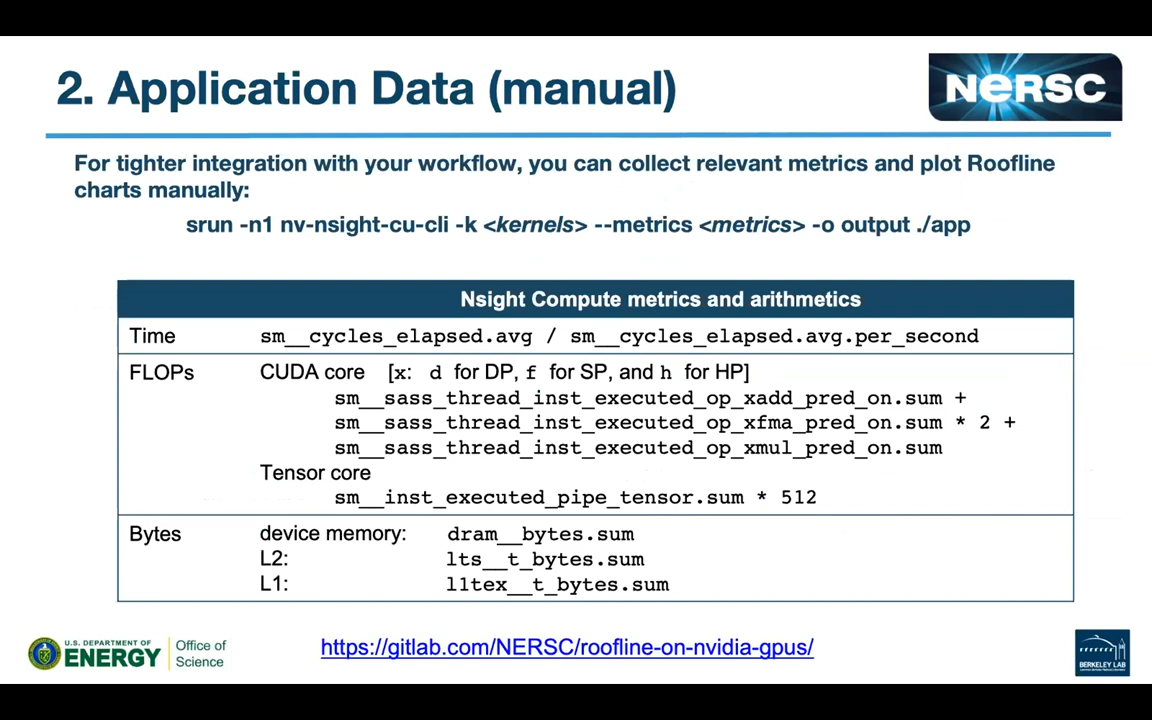 2. Application Data (manual)
NERSC
For tighter integration with your workflow, you can collect relevant metrics and plot Roofline
charts manually:
srun -n1 nv-nsight-cu-cli -k <kernels> --metrics <metrics> -o output ./app
Nsight Compute metrics and arithmetics
Time sm__cycles_elapsed.avg / sm__cycles_elapsed.avg.per_second
FLOPs CUDA core [x: d for DP, f for SP, and h for HP]
sm__sass_thread_inst_executed_op_xadd_pred_on.sum +
sm__sass_thread_inst_executed_op_xfma_pred_on.sum * 2 +
sm__sass_thread_inst_executed_op_xmul_pred_on.sum
Tensor core
sm__inst_executed_pipe_tensor.sum * 512
Bytes device memory: dram__bytes.sum
L2: lts__t_bytes.sum
L1: l1tex__t_bytes.sum
U.S. DEPARTMENT OF
ENERGY
Office of
Science
https://gitlab.com/NERSC/roofline-on-nvidia-gpus/
BERKELEY LAB